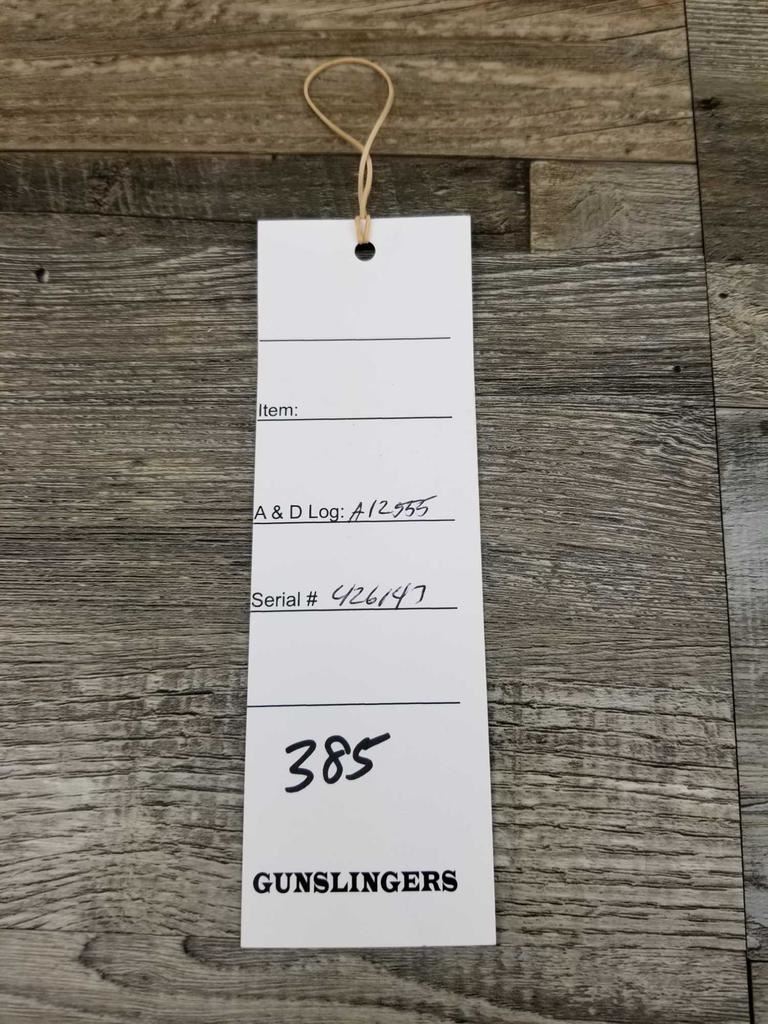 Item:
A & D Log: A12555
Serial # 426147
385
GUNSLINGERS